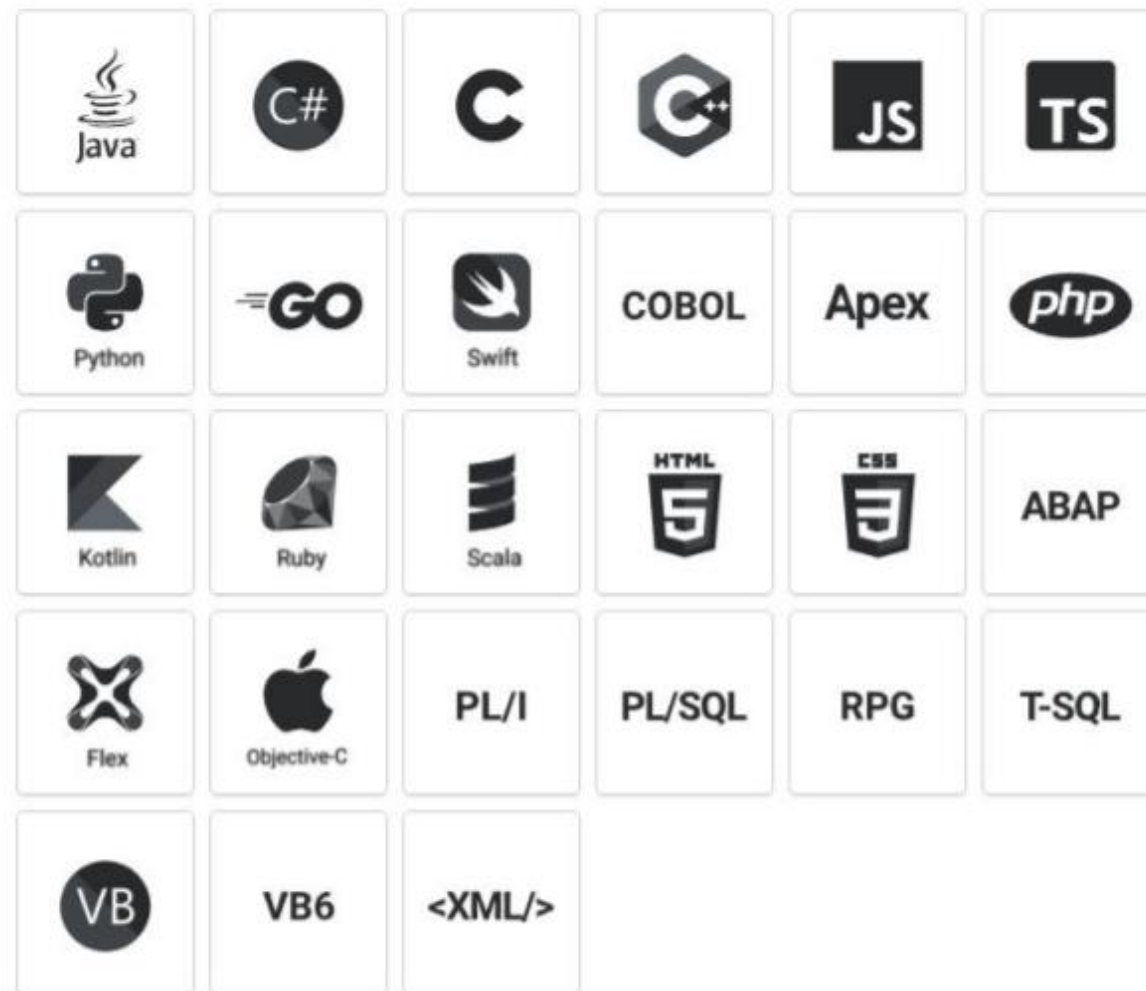 Java
C#
C
C++
JS
TS
Python
GO
Swift
COBOL
Apex
php
Kotlin
Ruby
Scala
HTML
5
CSS
3
ABAP
Flex
Objective-C
PL/I
PL/SQL
RPG
T-SQL
VB
VB6
<XML/>